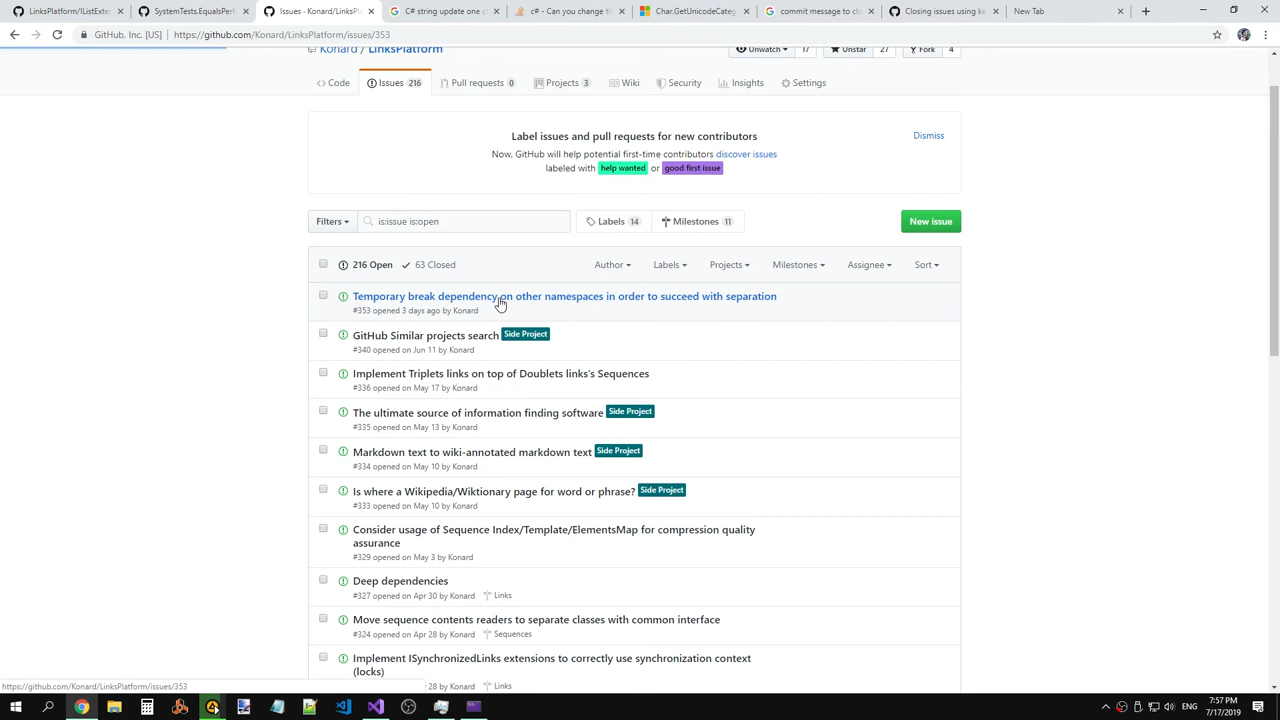 LinksPlatform/IListExten
SystemTests.EqualsPerfo
Issues · Konard/LinksPl
C# string update one c
c# - Can you change th
Char.GetUnicodeCateg
commit message to clo
Closing issues using ke
New Tab
GitHub, Inc. [US] https://github.com/Konard/LinksPlatform/issues/353
Konard / LinksPlatform
Unwatch 17
Unstar 27
Fork 4
Code
Issues 216
Pull requests 0
Projects 3
Wiki
Security
Insights
Settings
Label issues and pull requests for new contributors
Dismiss
Now, GitHub will help potential first-time contributors discover issues
labeled with help wanted or good first issue
Filters
is:issue is:open
Labels 14
Milestones 11
New issue
216 Open 63 Closed
Author Labels Projects Milestones Assignee Sort
Temporary break dependency on other namespaces in order to succeed with separation
#353 opened 3 days ago by Konard
GitHub Similar projects search Side Project
#340 opened on Jun 11 by Konard
Implement Triplets links on top of Doublets links's Sequences
#336 opened on May 17 by Konard
The ultimate source of information finding software Side Project
#335 opened on May 13 by Konard
Markdown text to wiki-annotated markdown text Side Project
#334 opened on May 10 by Konard
Is where a Wikipedia/Wiktionary page for word or phrase? Side Project
#333 opened on May 10 by Konard
Consider usage of Sequence Index/Template/ElementsMap for compression quality
assurance
#329 opened on May 3 by Konard
Deep dependencies
#327 opened on Apr 30 by Konard Links
Move sequence contents readers to separate classes with common interface
#324 opened on Apr 28 by Konard Sequences
Implement ISynchronizedLinks extensions to correctly use synchronization context
(locks)
28 by Konard Links
https://github.com/Konard/LinksPlatform/issues/353
7:57 PM
7/17/2019